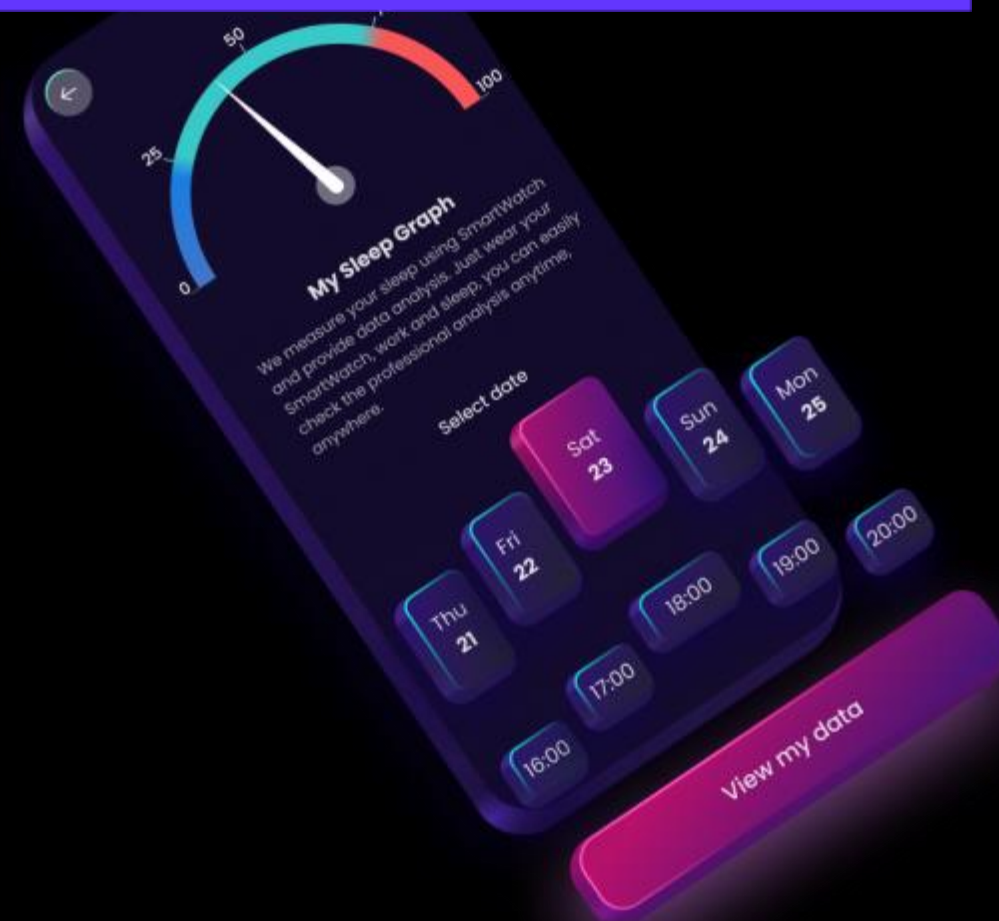 0
25
50
100
My Sleep Graph
We measure your sleep using SmartWatch
and provide data analysis. Just wear your
SmartWatch, work and sleep, you can easily
check the professional analysis anytime,
anywhere.
Select date
Thu
21
Fri
22
Sat
23
Sun
24
Mon
25
16:00
17:00
18:00
19:00
20:00
View my data